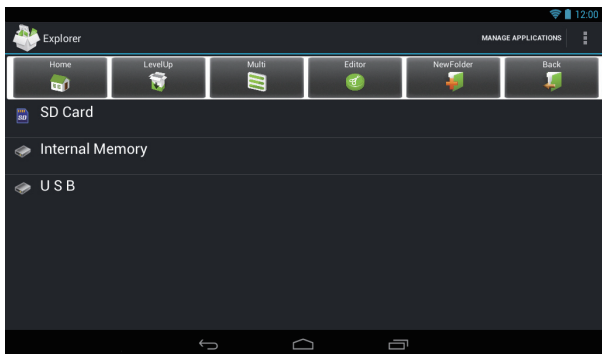 12:00
Explorer
MANAGE APPLICATIONS
Home LevelUp Multi Editor NewFolder Back
SD
SD Card
Internal Memory
U S B